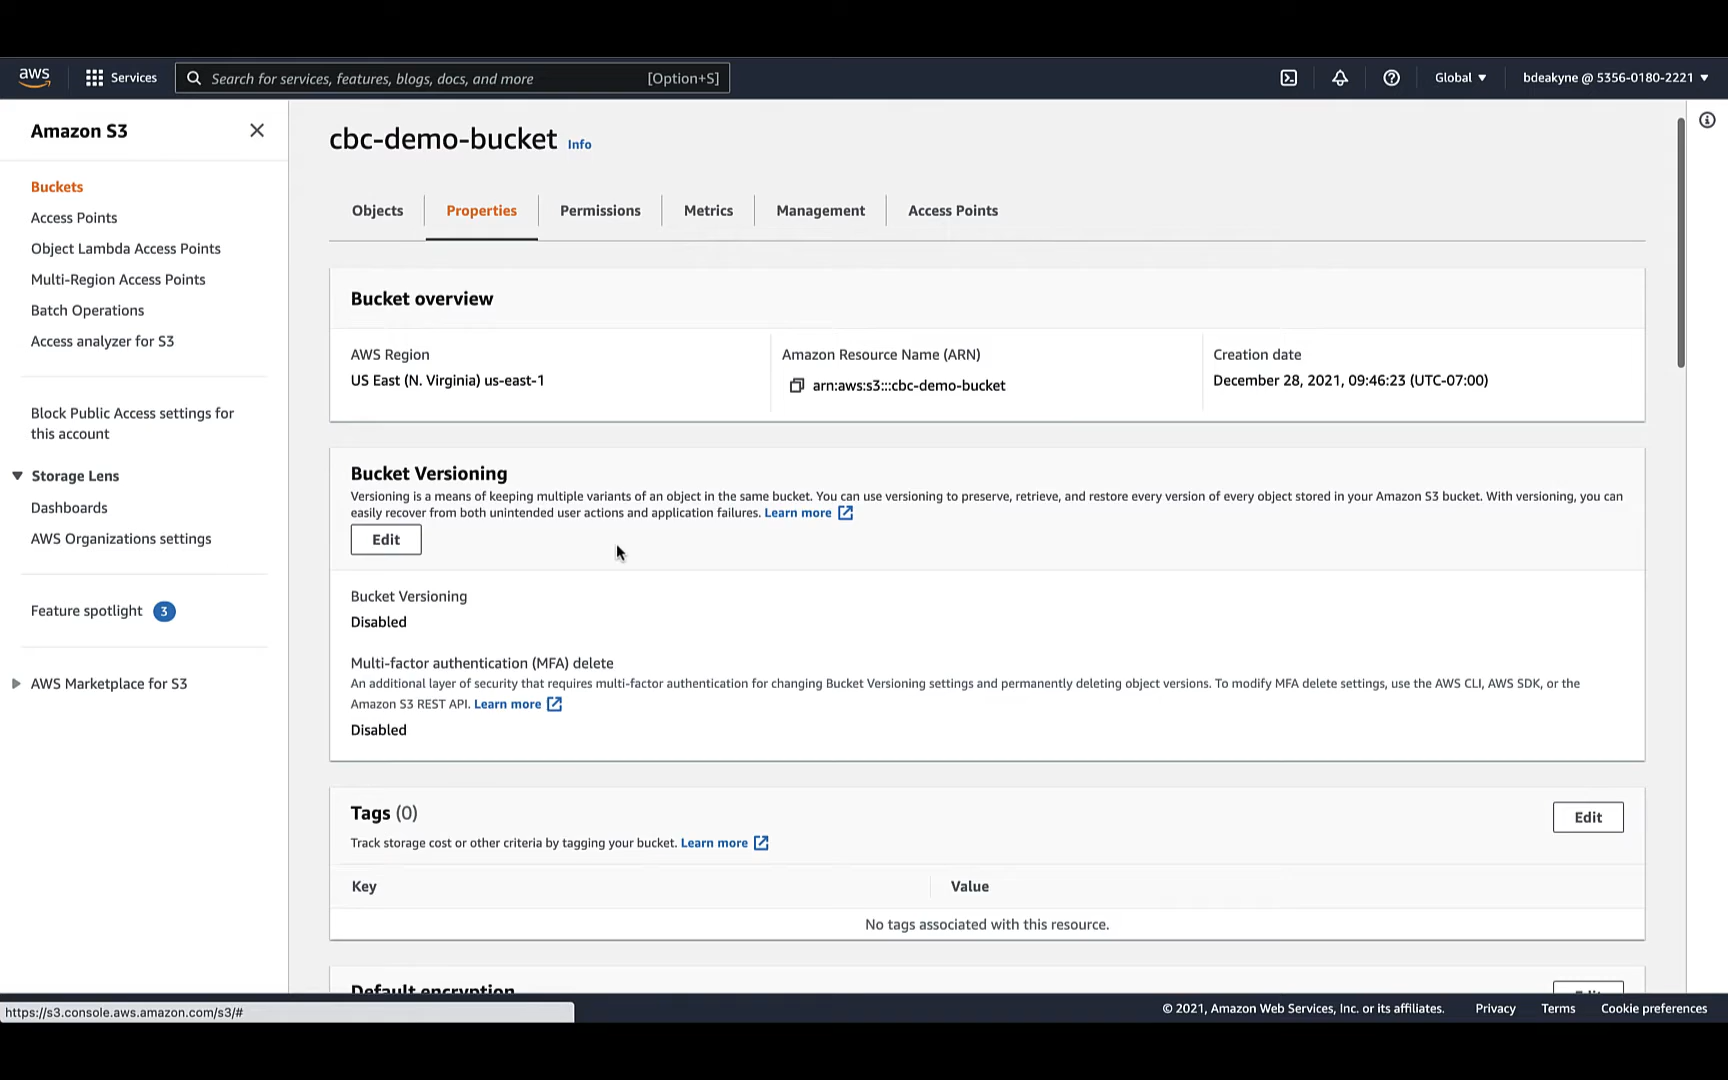 aws
Services
Search for services, features, blogs, docs, and more [Option+S]
Global
bdeakyne @ 5356-0180-2221
Amazon S3
Buckets
Access Points
Object Lambda Access Points
Multi-Region Access Points
Batch Operations
Access analyzer for S3
Block Public Access settings for
this account
Storage Lens
Dashboards
AWS Organizations settings
Feature spotlight 3
AWS Marketplace for S3
cbc-demo-bucket Info
Objects
Properties
Permissions
Metrics
Management
Access Points
Bucket overview
AWS Region
US East (N. Virginia) us-east-1
Amazon Resource Name (ARN)
arn:aws:s3:::cbc-demo-bucket
Creation date
December 28, 2021, 09:46:23 (UTC-07:00)
Bucket Versioning
Versioning is a means of keeping multiple variants of an object in the same bucket. You can use versioning to preserve, retrieve, and restore every version of every object stored in your Amazon S3 bucket. With versioning, you can
easily recover from both unintended user actions and application failures. Learn more
Edit
Bucket Versioning
Disabled
Multi-factor authentication (MFA) delete
An additional layer of security that requires multi-factor authentication for changing Bucket Versioning settings and permanently deleting object versions. To modify MFA delete settings, use the AWS CLI, AWS SDK, or the
Amazon S3 REST API. Learn more
Disabled
Tags (0)
Edit
Track storage cost or other criteria by tagging your bucket. Learn more
Key
Value
No tags associated with this resource.
Default encryption
Edit
https://s3.console.aws.amazon.com/s3/#
© 2021, Amazon Web Services, Inc. or its affiliates.
Privacy
Terms
Cookie preferences